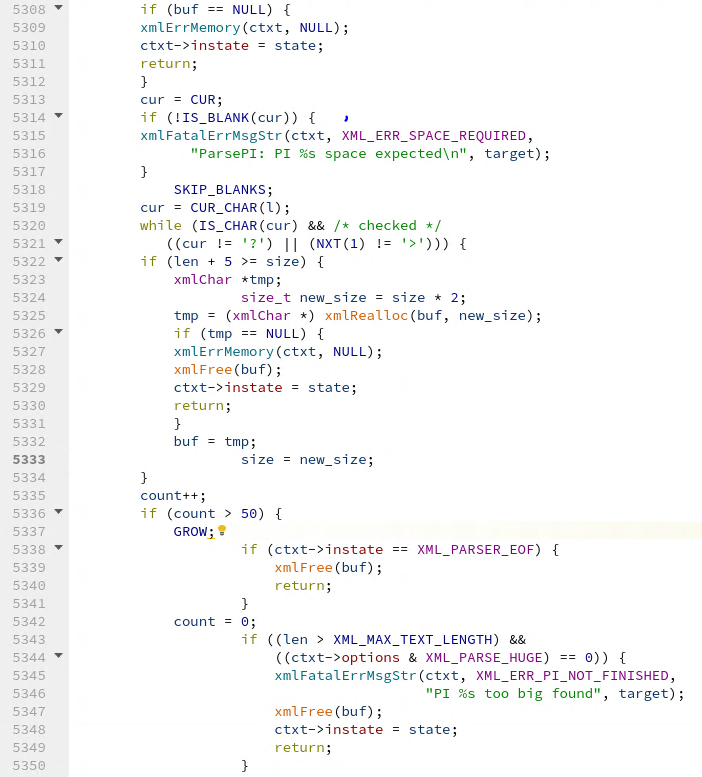 5308 if (buf == NULL) {
5309 xmlErrMemory(ctxt, NULL);
5310 ctxt->instate = state;
5311 return;
5312 }
5313 cur = CUR;
5314 if (!IS_BLANK(cur)) {
5315 xmlFatalErrMsgStr(ctxt, XML_ERR_SPACE_REQUIRED,
5316 "ParsePI: PI %s space expected\n", target);
5317 }
5318 SKIP_BLANKS;
5319 cur = CUR_CHAR(l);
5320 while (IS_CHAR(cur) && /* checked */
5321 ((cur != '?') || (NXT(1) != '>'))) {
5322 if (len + 5 >= size) {
5323 xmlChar *tmp;
5324 size_t new_size = size * 2;
5325 tmp = (xmlChar *) xmlRealloc(buf, new_size);
5326 if (tmp == NULL) {
5327 xmlErrMemory(ctxt, NULL);
5328 xmlFree(buf);
5329 ctxt->instate = state;
5330 return;
5331 }
5332 buf = tmp;
5333 size = new_size;
5334 }
5335 count++;
5336 if (count > 50) {
5337 GROW;
5338 if (ctxt->instate == XML_PARSER_EOF) {
5339 xmlFree(buf);
5340 return;
5341 }
5342 count = 0;
5343 if ((len > XML_MAX_TEXT_LENGTH) &&
5344 ((ctxt->options & XML_PARSE_HUGE) == 0)) {
5345 xmlFatalErrMsgStr(ctxt, XML_ERR_PI_NOT_FINISHED,
5346 "PI %s too big found", target);
5347 xmlFree(buf);
5348 ctxt->instate = state;
5349 return;
5350 }